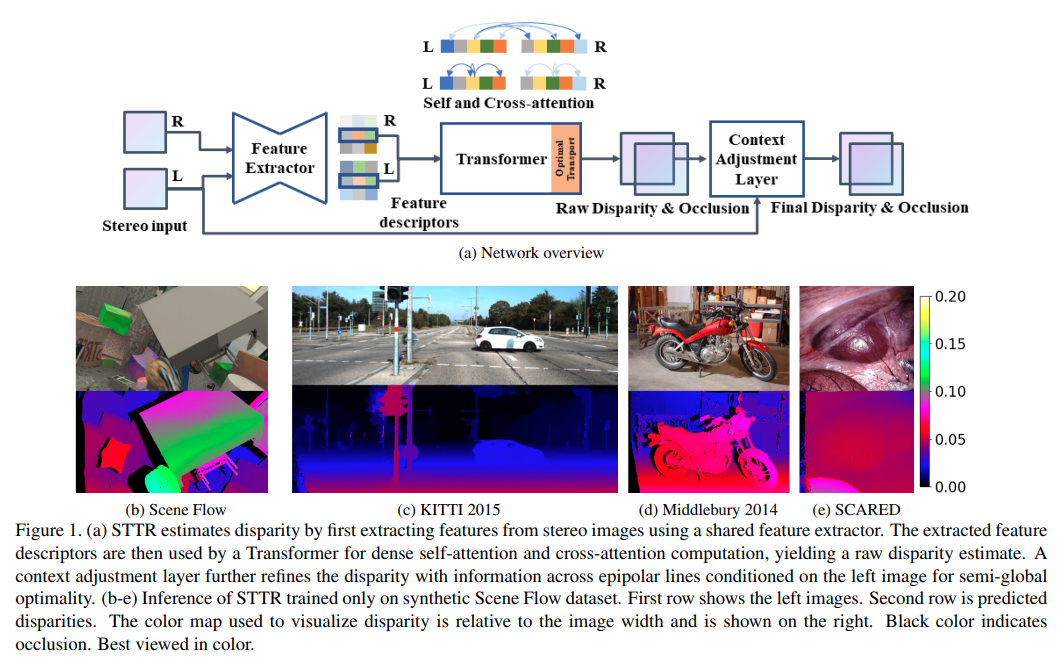 L R
L R
Self and Cross-attention
R
L
Stereo input
Feature
Extractor
R
L
Feature
descriptors
Transformer
Optimal
Transport
Raw Disparity & Occlusion
Context
Adjustment
Layer
Final Disparity & Occlusion
(a) Network overview
0.20
0.15
0.10
0.05
0.00
(b) Scene Flow (c) KITTI 2015 (d) Middlebury 2014 (e) SCARED
Figure 1. (a) STTR estimates disparity by first extracting features from stereo images using a shared feature extractor. The extracted feature
descriptors are then used by a Transformer for dense self-attention and cross-attention computation, yielding a raw disparity estimate. A
context adjustment layer further refines the disparity with information across epipolar lines conditioned on the left image for semi-global
optimality. (b-e) Inference of STTR trained only on synthetic Scene Flow dataset. First row shows the left images. Second row is predicted
disparities. The color map used to visualize disparity is relative to the image width and is shown on the right. Black color indicates
occlusion. Best viewed in color.